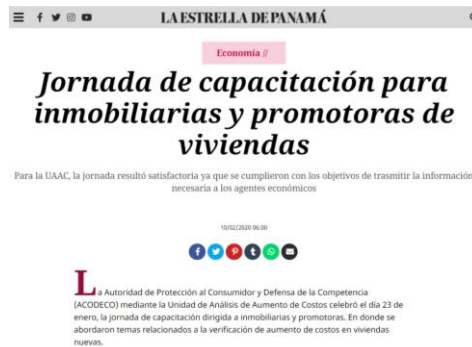 LA ESTRELLA DE PANAMÁ
Economía //
Jornada de capacitación para
inmobiliarias y promotoras de
viviendas
Para la UAAC, la jornada resultó satisfactoria ya que se cumplieron con los objetivos de trasmitir la información
necesaria a los agentes económicos
10/02/2020 06:00
La Autoridad de Protección al Consumidor y Defensa de la Competencia
(ACODECO) mediante la Unidad de Análisis de Aumento de Costos celebró el día 23 de
enero, la jornada de capacitación dirigida a inmobiliarias y promotoras. En donde se
abordaron temas relacionados a la verificación de aumento de costos en viviendas
nuevas.